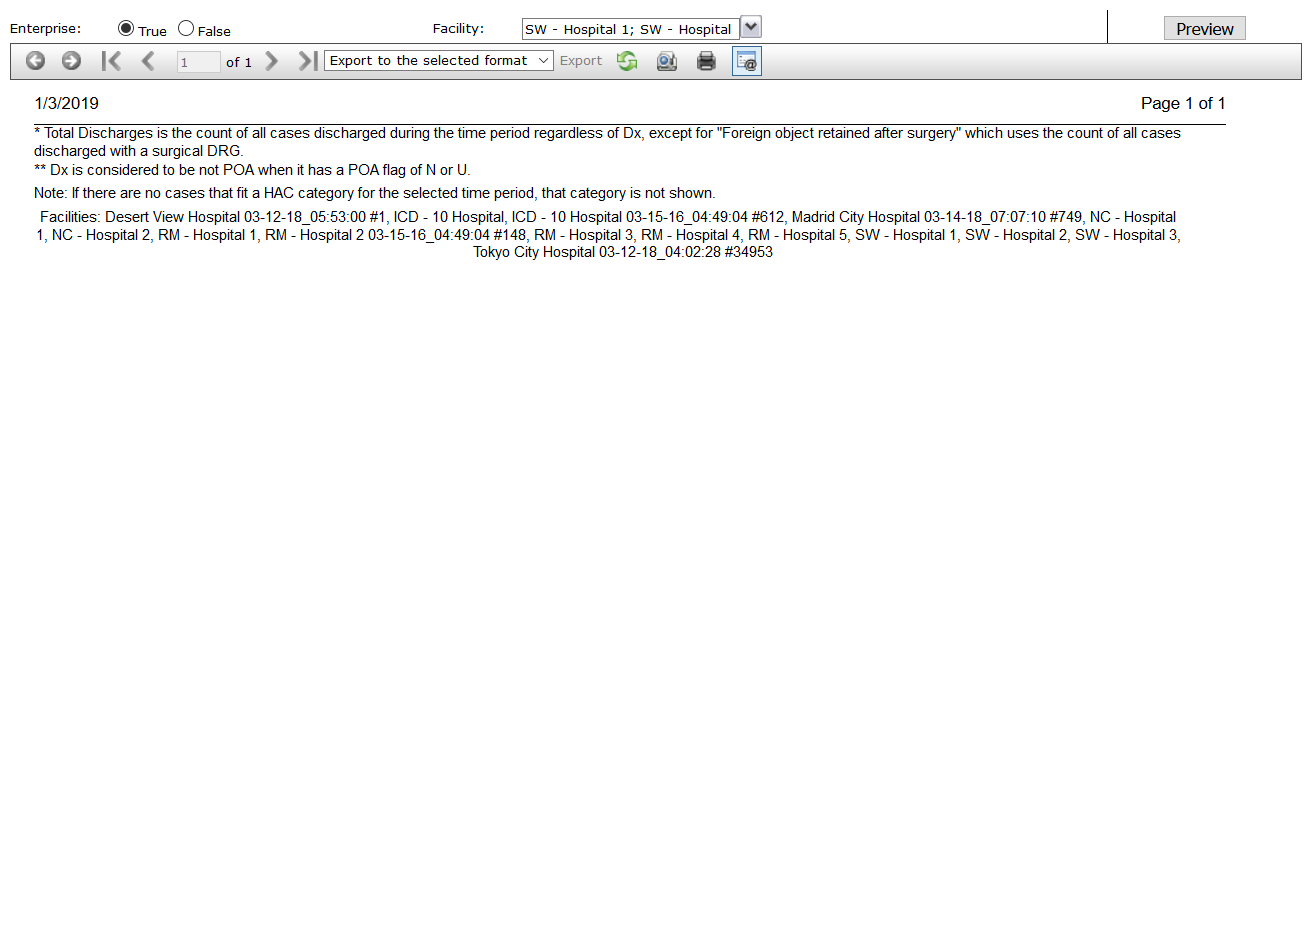 Enterprise: True False Facility: SW - Hospital 1; SW - Hospital Preview
1 of 1 Export to the selected format Export
1/3/2019 Page 1 of 1
* Total Discharges is the count of all cases discharged during the time period regardless of Dx, except for "Foreign object retained after surgery" which uses the count of all cases
discharged with a surgical DRG.
** Dx is considered to be not POA when it has a POA flag of N or U.
Note: If there are no cases that fit a HAC category for the selected time period, that category is not shown.
Facilities: Desert View Hospital 03-12-18_05:53:00 #1, ICD - 10 Hospital, ICD - 10 Hospital 03-15-16_04:49:04 #612, Madrid City Hospital 03-14-18_07:07:10 #749, NC - Hospital
1, NC - Hospital 2, RM - Hospital 1, RM - Hospital 2 03-15-16_04:49:04 #148, RM - Hospital 3, RM - Hospital 4, RM - Hospital 5, SW - Hospital 1, SW - Hospital 2, SW - Hospital 3,
Tokyo City Hospital 03-12-18_04:02:28 #34953